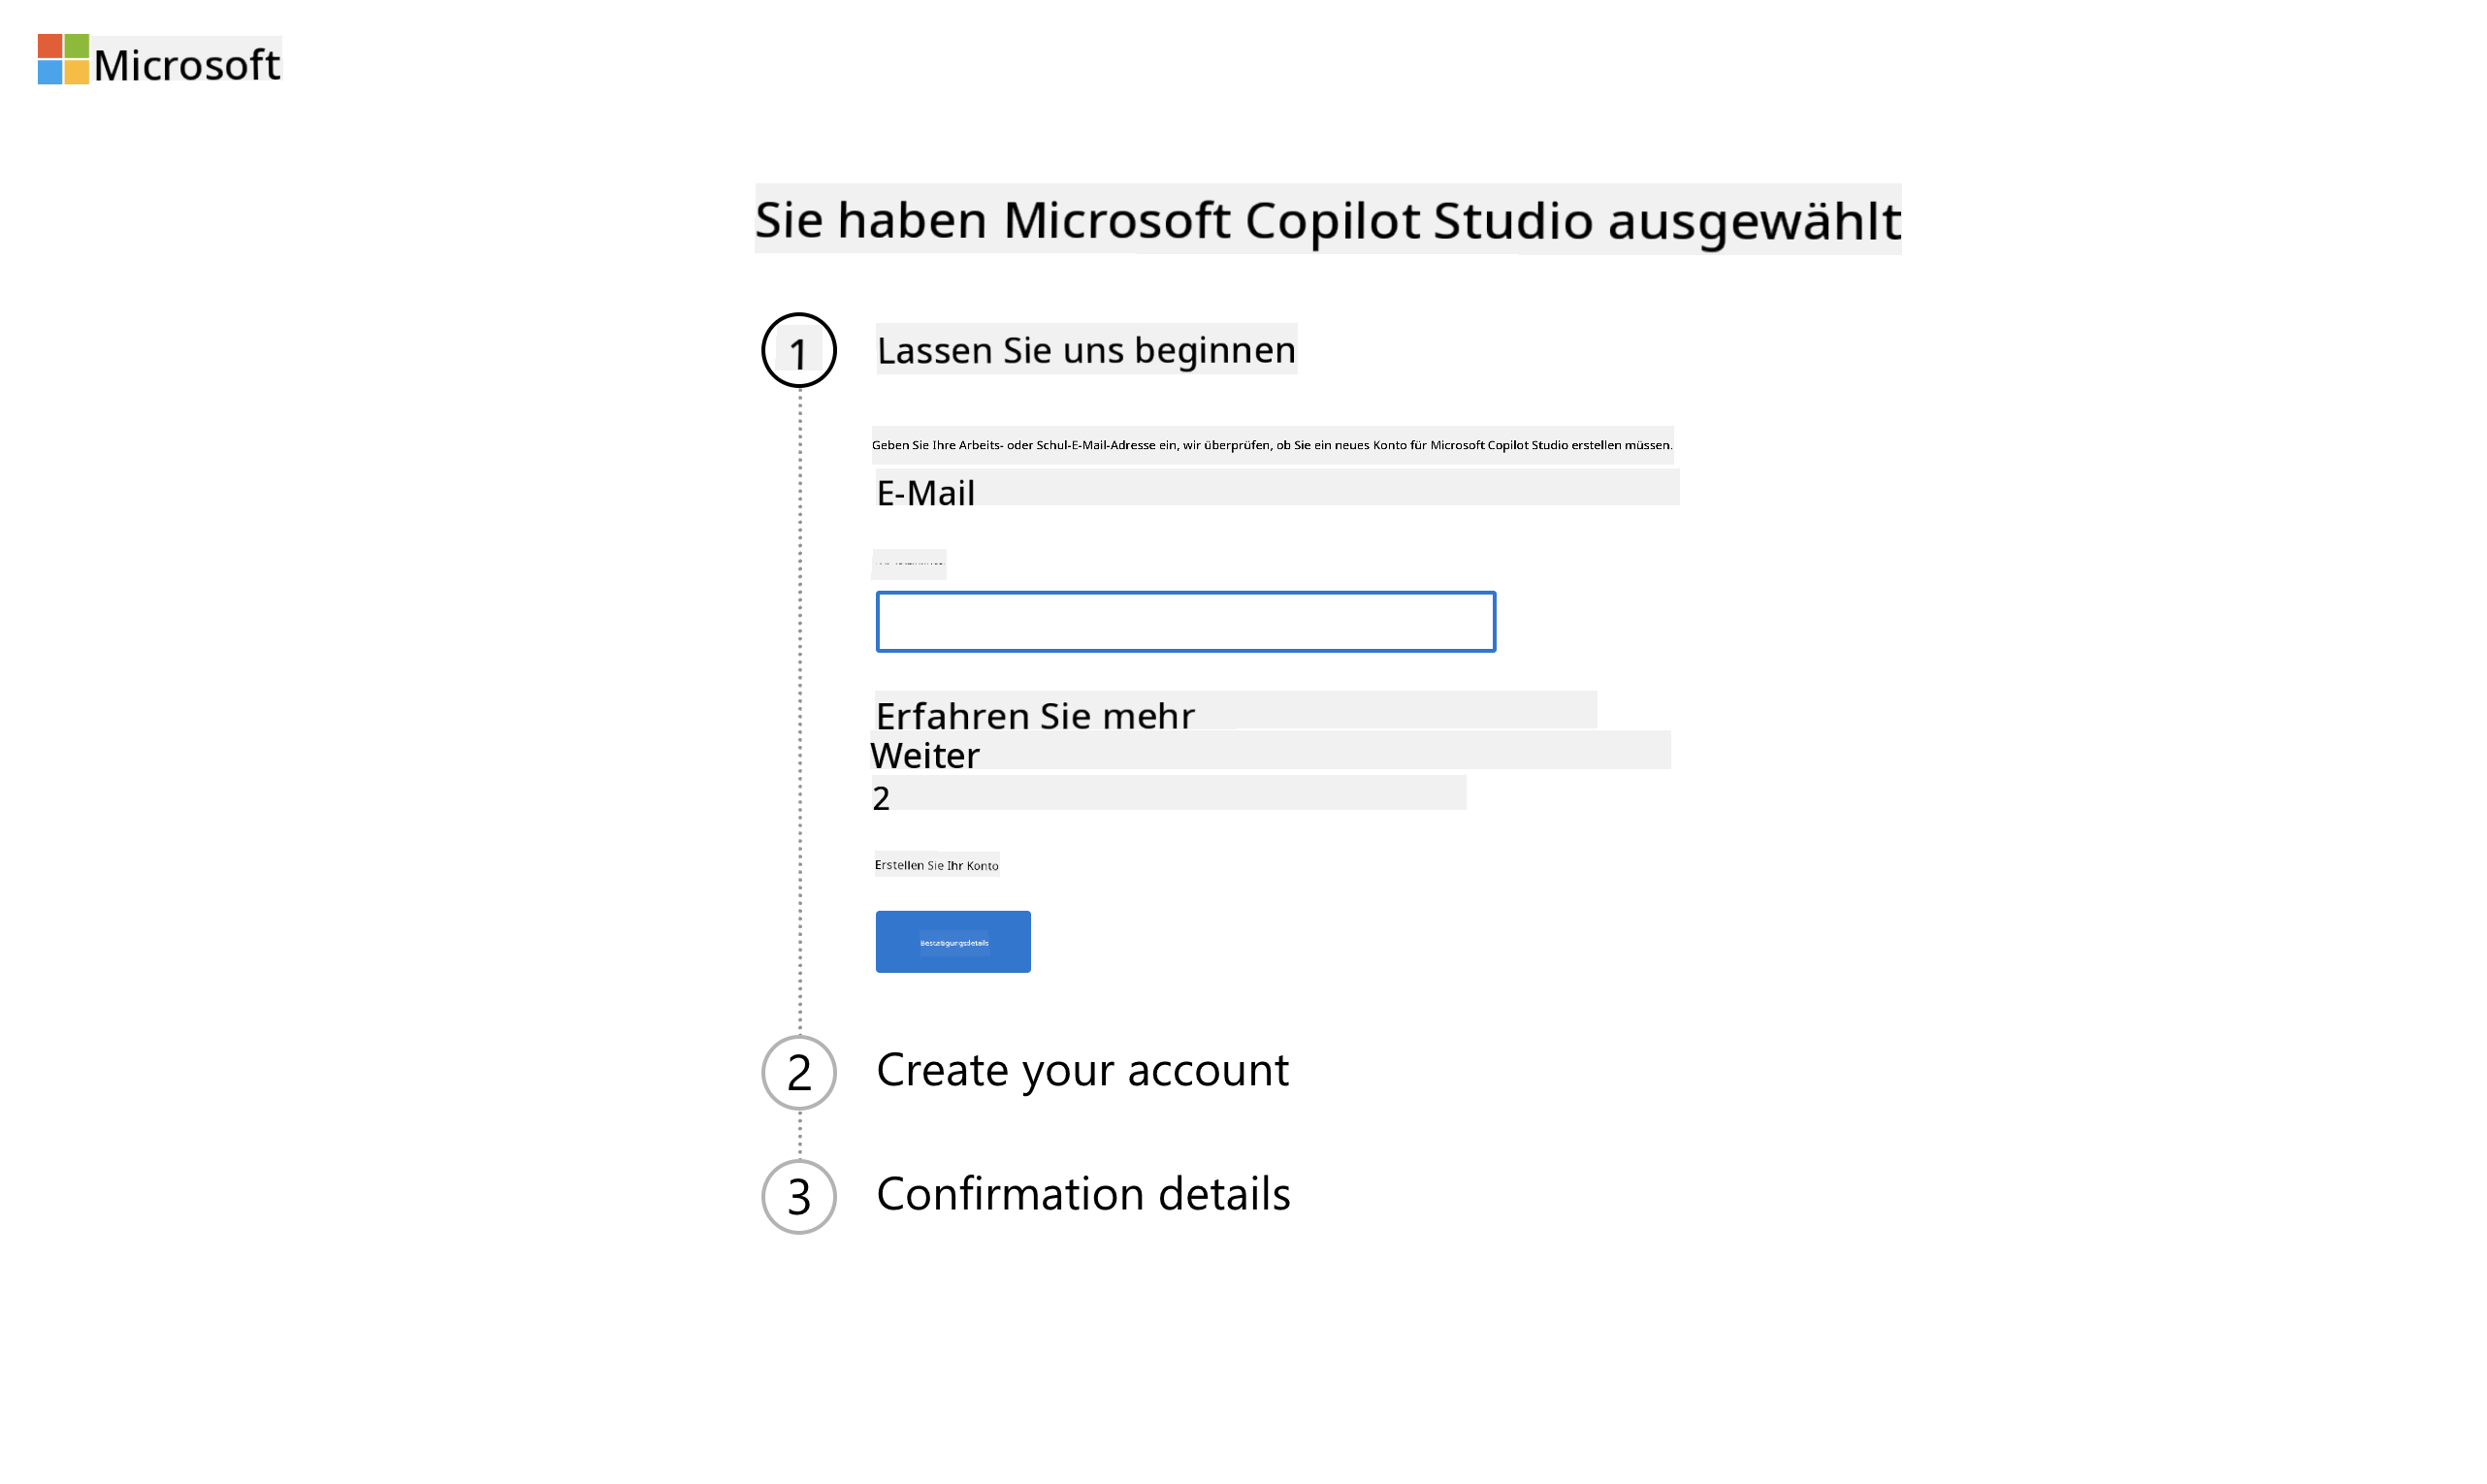 Microsoft
Sie haben Microsoft Copilot Studio ausgewählt
1
Lassen Sie uns beginnen
Geben Sie Ihre Arbeits- oder Schul-E-Mail-Adresse ein, wir überprüfen, ob Sie ein neues Konto für Microsoft Copilot Studio erstellen müssen.
E-Mail
Erfahren Sie mehr
Weiter
2
Erstellen Sie Ihr Konto
Bestätigungsdetails
2
Create your account
3
Confirmation details